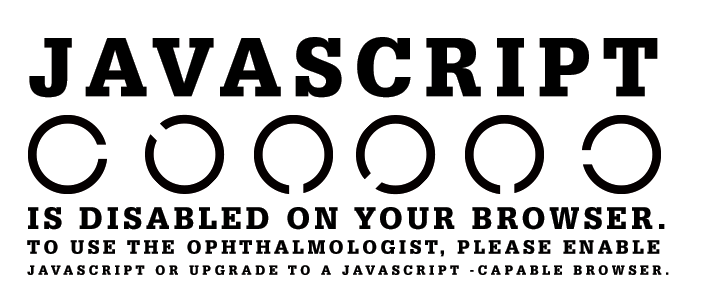 JAVASCRIPT
IS DISABLED ON YOUR BROWSER.
TO USE THE OPHTHALMOLOGIST, PLEASE ENABLE
JAVASCRIPT OR UPGRADE TO A JAVASCRIPT -CAPABLE BROWSER.